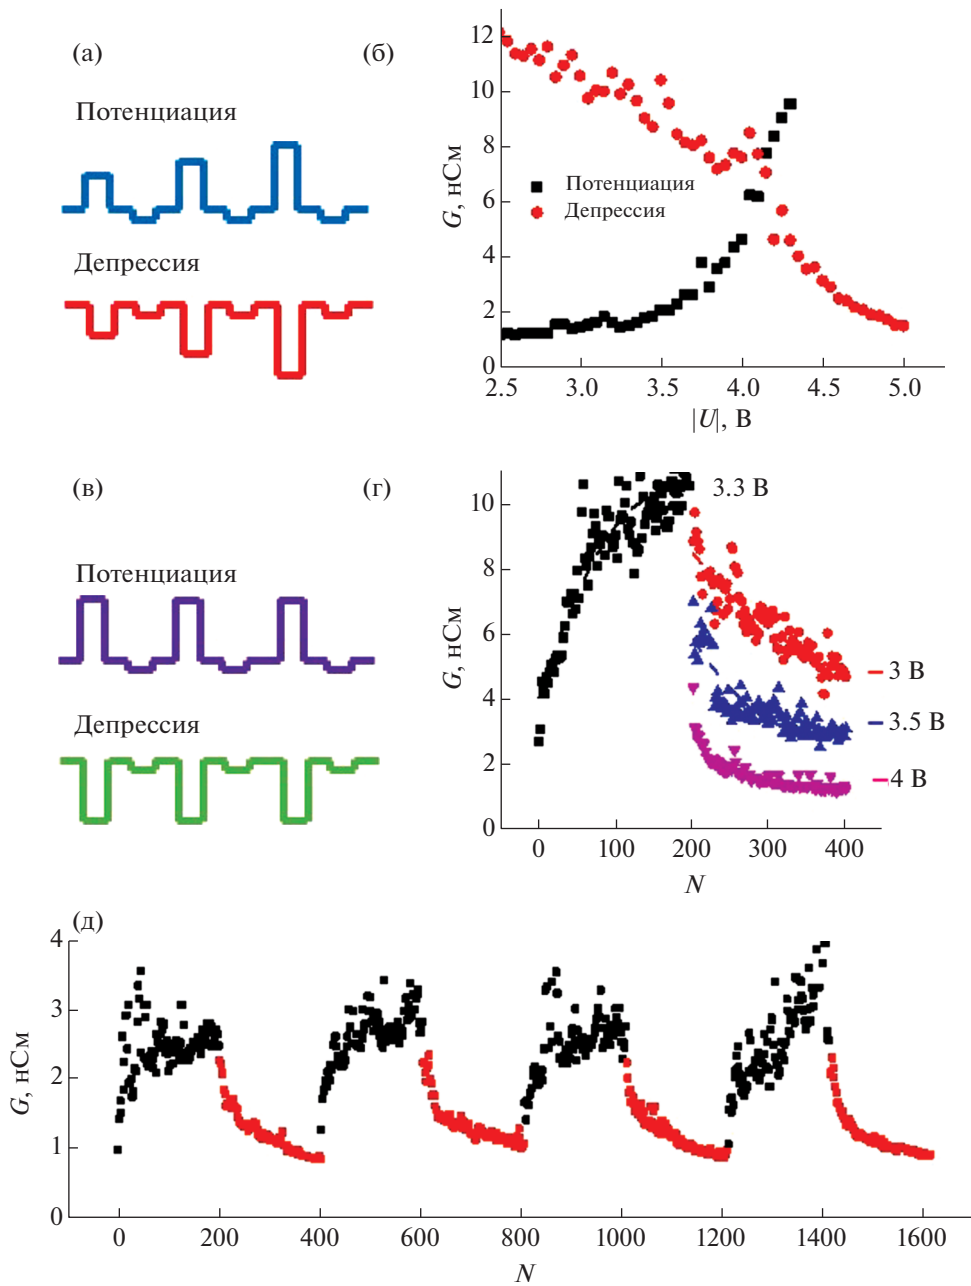 (а)
Потенциация
Депрессия
(б)
12
10
8
6
4
2
0
G, нСм
Потенциация
Депрессия
2.5 3.0 3.5 4.0 4.5 5.0
|U|, В
(в)
Потенциация
Депрессия
(г)
10
8
6
4
2
0
G, нСм
3.3 В
3 В
3.5 В
4 В
0 100 200 300 400
N
(д)
4
3
2
1
0
G, нСм
0 200 400 600 800 1000 1200 1400 1600
N